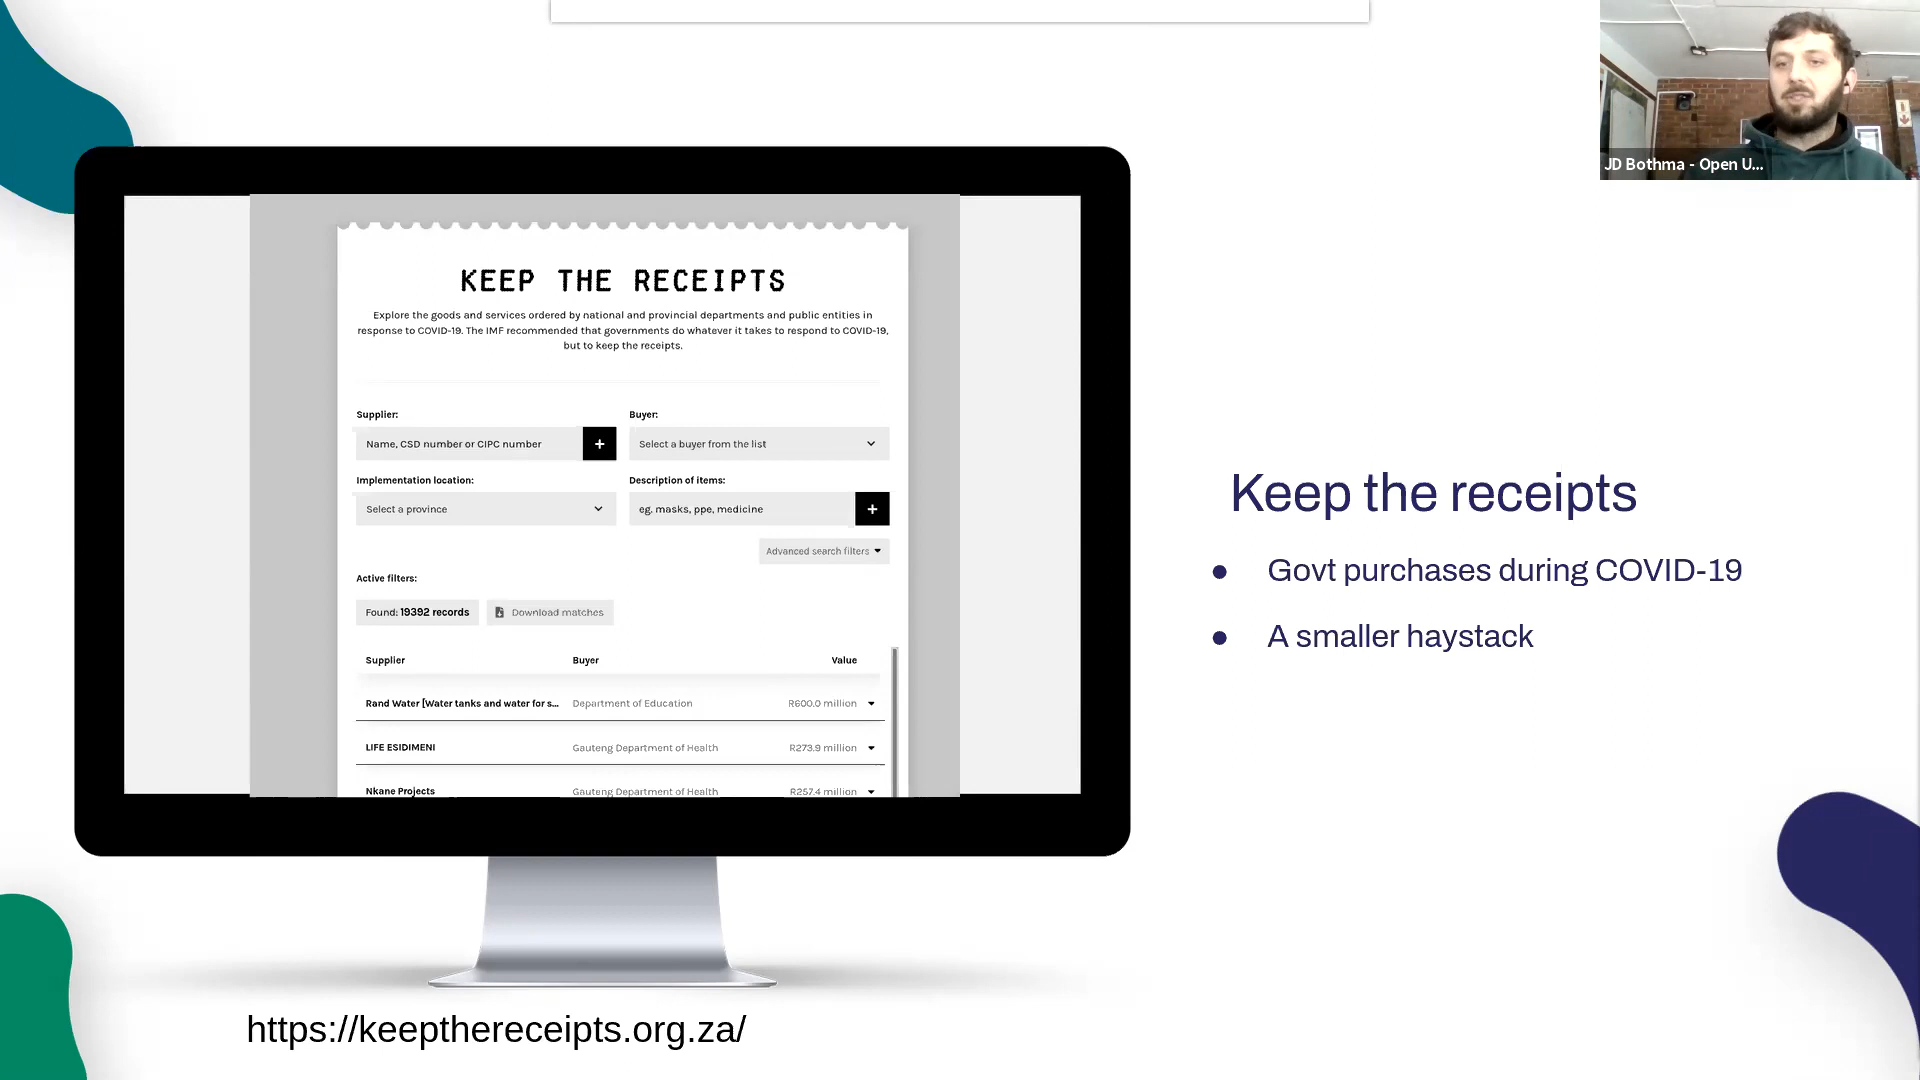 JD Bothma - Open U...
KEEP THE RECEIPTS
Explore the goods and services ordered by national and provincial departments and public entities in
response to COVID-19. The IMF recommended that governments do whatever it takes to respond to COVID-19,
but to keep the receipts.
Supplier: Buyer:
Name, CSD number or CIPC number + Select a buyer from the list
Implementation location: Description of items:
Select a province eg. masks, ppe, medicine +
Advanced search filters
Active filters:
Found: 19392 records Download matches
Supplier Buyer Value
Rand Water [Water tanks and water for s... Department of Education R600.0 million
LIFE ESIDIMENI Gauteng Department of Health R273.9 million
Nkane Projects Gauteng Department of Health R257.4 million
Keep the receipts
● Govt purchases during COVID-19
● A smaller haystack
https://keepthereceipts.org.za/